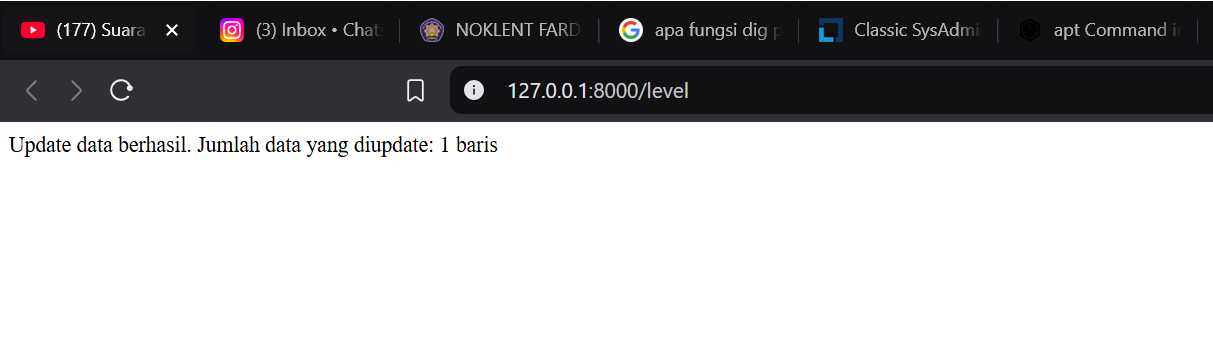 (177) Suara
(3) Inbox • Chat
NOKLENT FARD
apa fungsi dig p
Classic SysAdmi
apt Command i
127.0.0.1:8000/level
Update data berhasil. Jumlah data yang diupdate: 1 baris